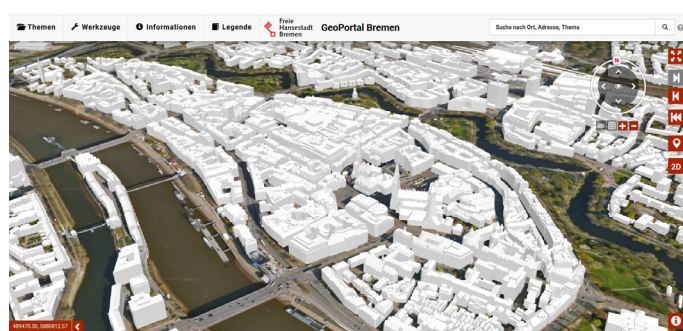 Themen
Werkzeuge
Informationen
Legende
Freie
Hansestadt
Bremen
GeoPortal Bremen
Suche nach Ort, Adresse, Thema
N
2D
489470.30, 5880812.57